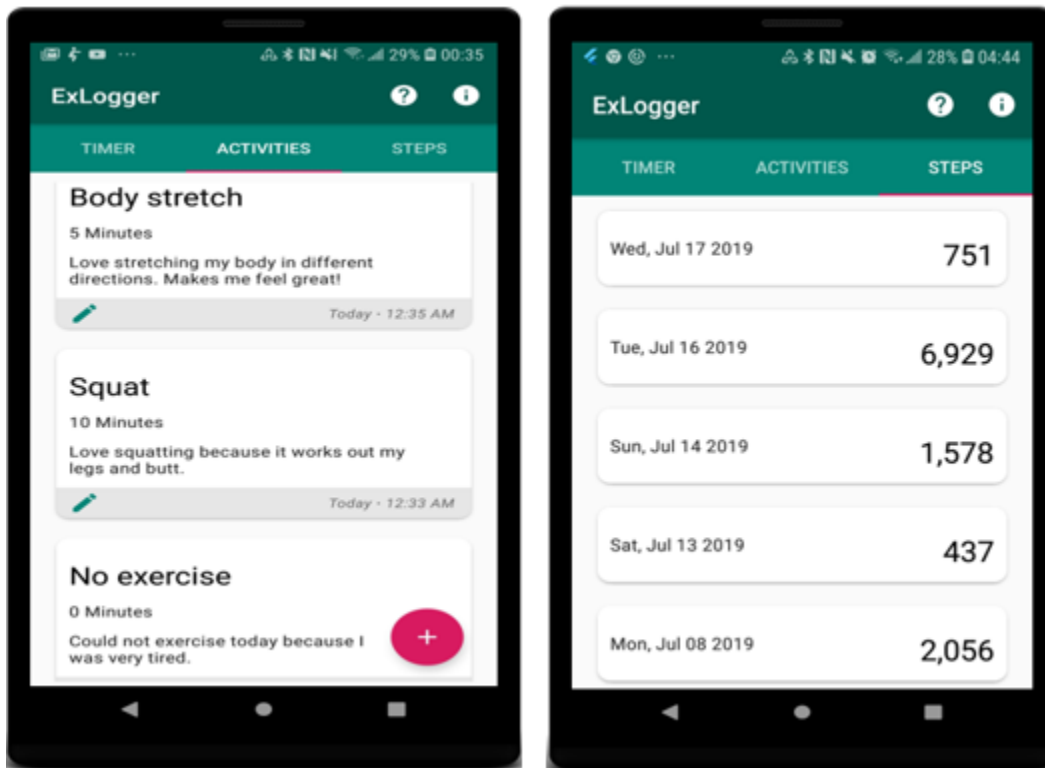 29% 00:35
ExLogger
TIMER ACTIVITIES STEPS
Body stretch
5 Minutes
Love stretching my body in different
directions. Makes me feel great!
Today - 12:35 AM
Squat
10 Minutes
Love squatting because it works out my
legs and butt.
Today - 12:33 AM
No exercise
0 Minutes
Could not exercise today because I
was very tired.
28% 04:44
ExLogger
TIMER ACTIVITIES STEPS
Wed, Jul 17 2019 751
Tue, Jul 16 2019 6,929
Sun, Jul 14 2019 1,578
Sat, Jul 13 2019 437
Mon, Jul 08 2019 2,056